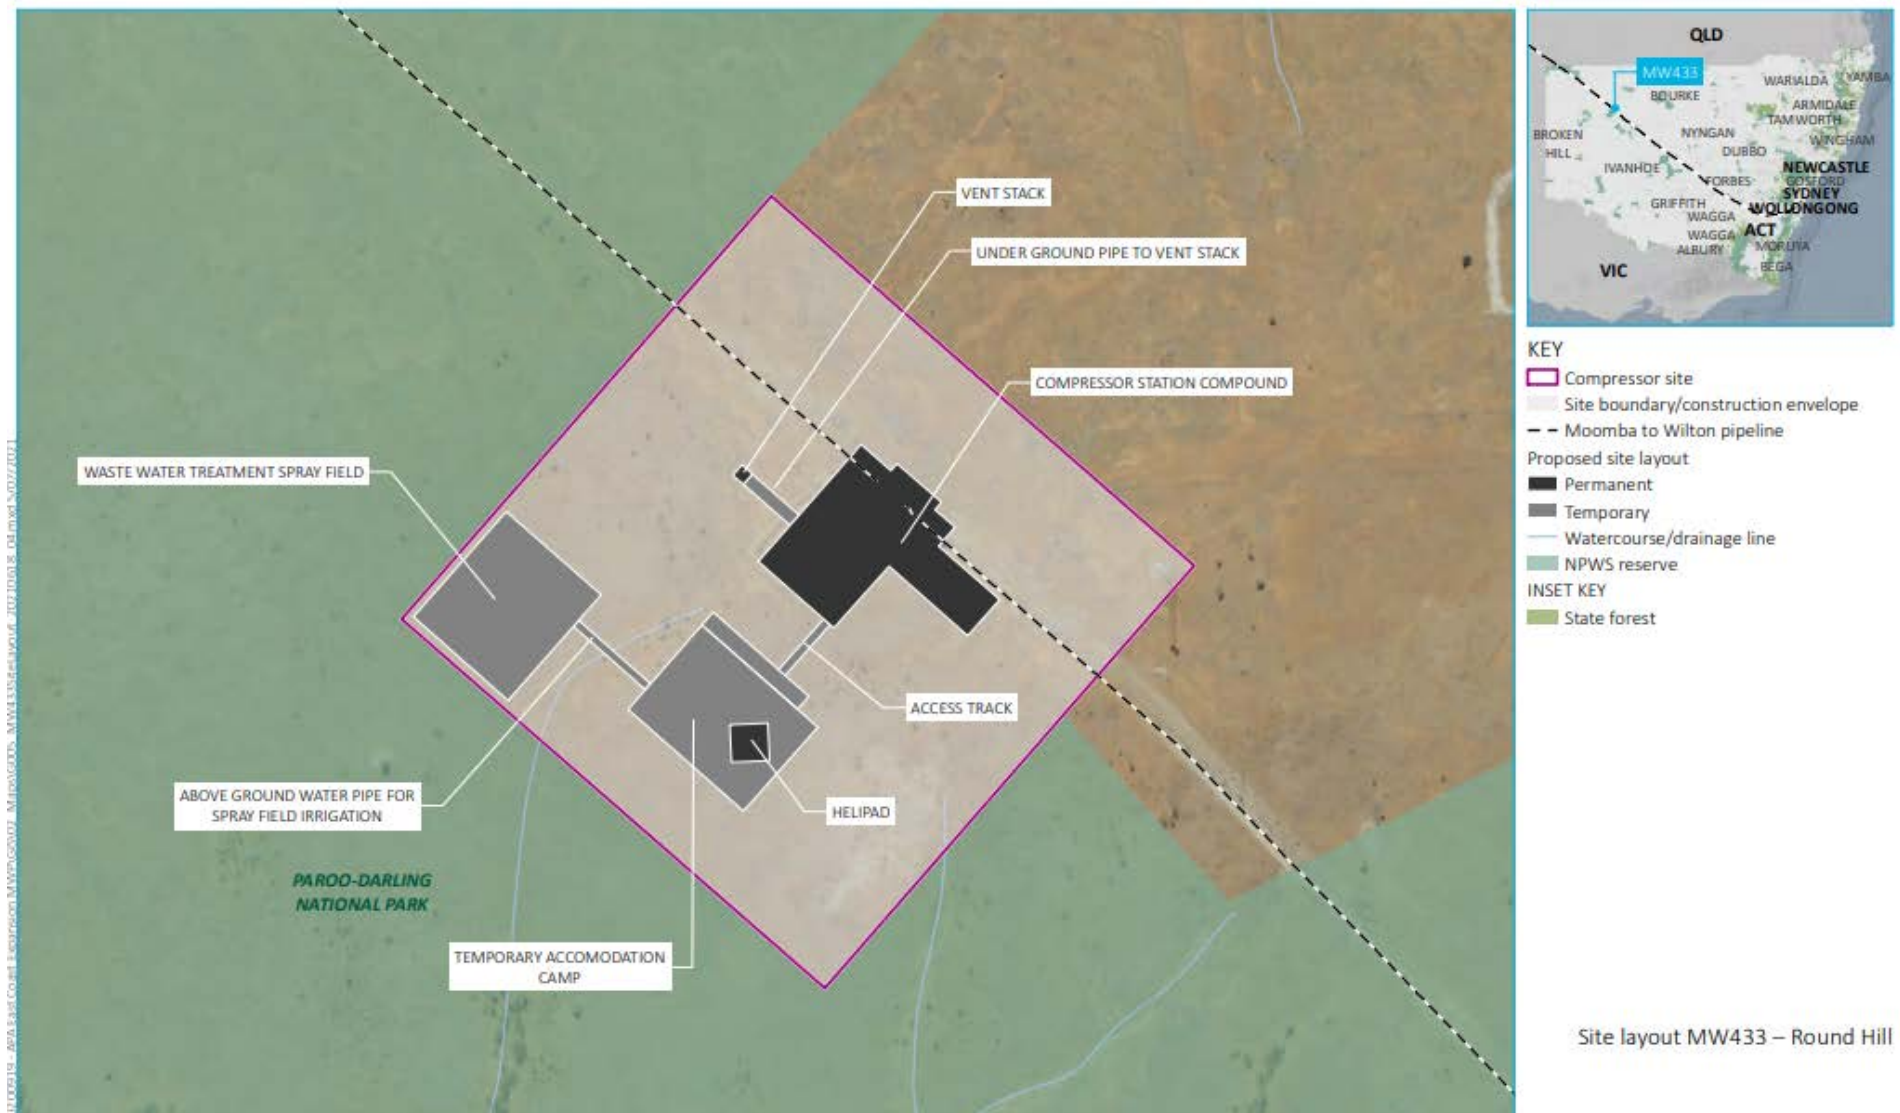 VENT STACK
UNDER GROUND PIPE TO VENT STACK
COMPRESSOR STATION COMPOUND
WASTE WATER TREATMENT SPRAY FIELD
ACCESS TRACK
ABOVE GROUND WATER PIPE FOR
SPRAY FIELD IRRIGATION
HELIPAD
PAROO-DARLING
NATIONAL PARK
TEMPORARY ACCOMODATION
CAMP
QLD
MW433
BOURKE
WARIALDA
YAMBA
ARMIDALE
TAMWORTH
BROKEN
HILL
NYNGAN
WINGHAM
DUBBO
IVANHOE
NEWCASTLE
FORBES
GOSFORD
SYDNEY
GRIFFITH
WOLLONGONG
WAGGA
WAGGA
ACT
ALBURY
MORUYA
VIC
BEGA
KEY
Compressor site
Site boundary/construction envelope
Moomba to Wilton pipeline
Proposed site layout
Permanent
Temporary
Watercourse/drainage line
NPWS reserve
INSET KEY
State forest
Site layout MW433 – Round Hill